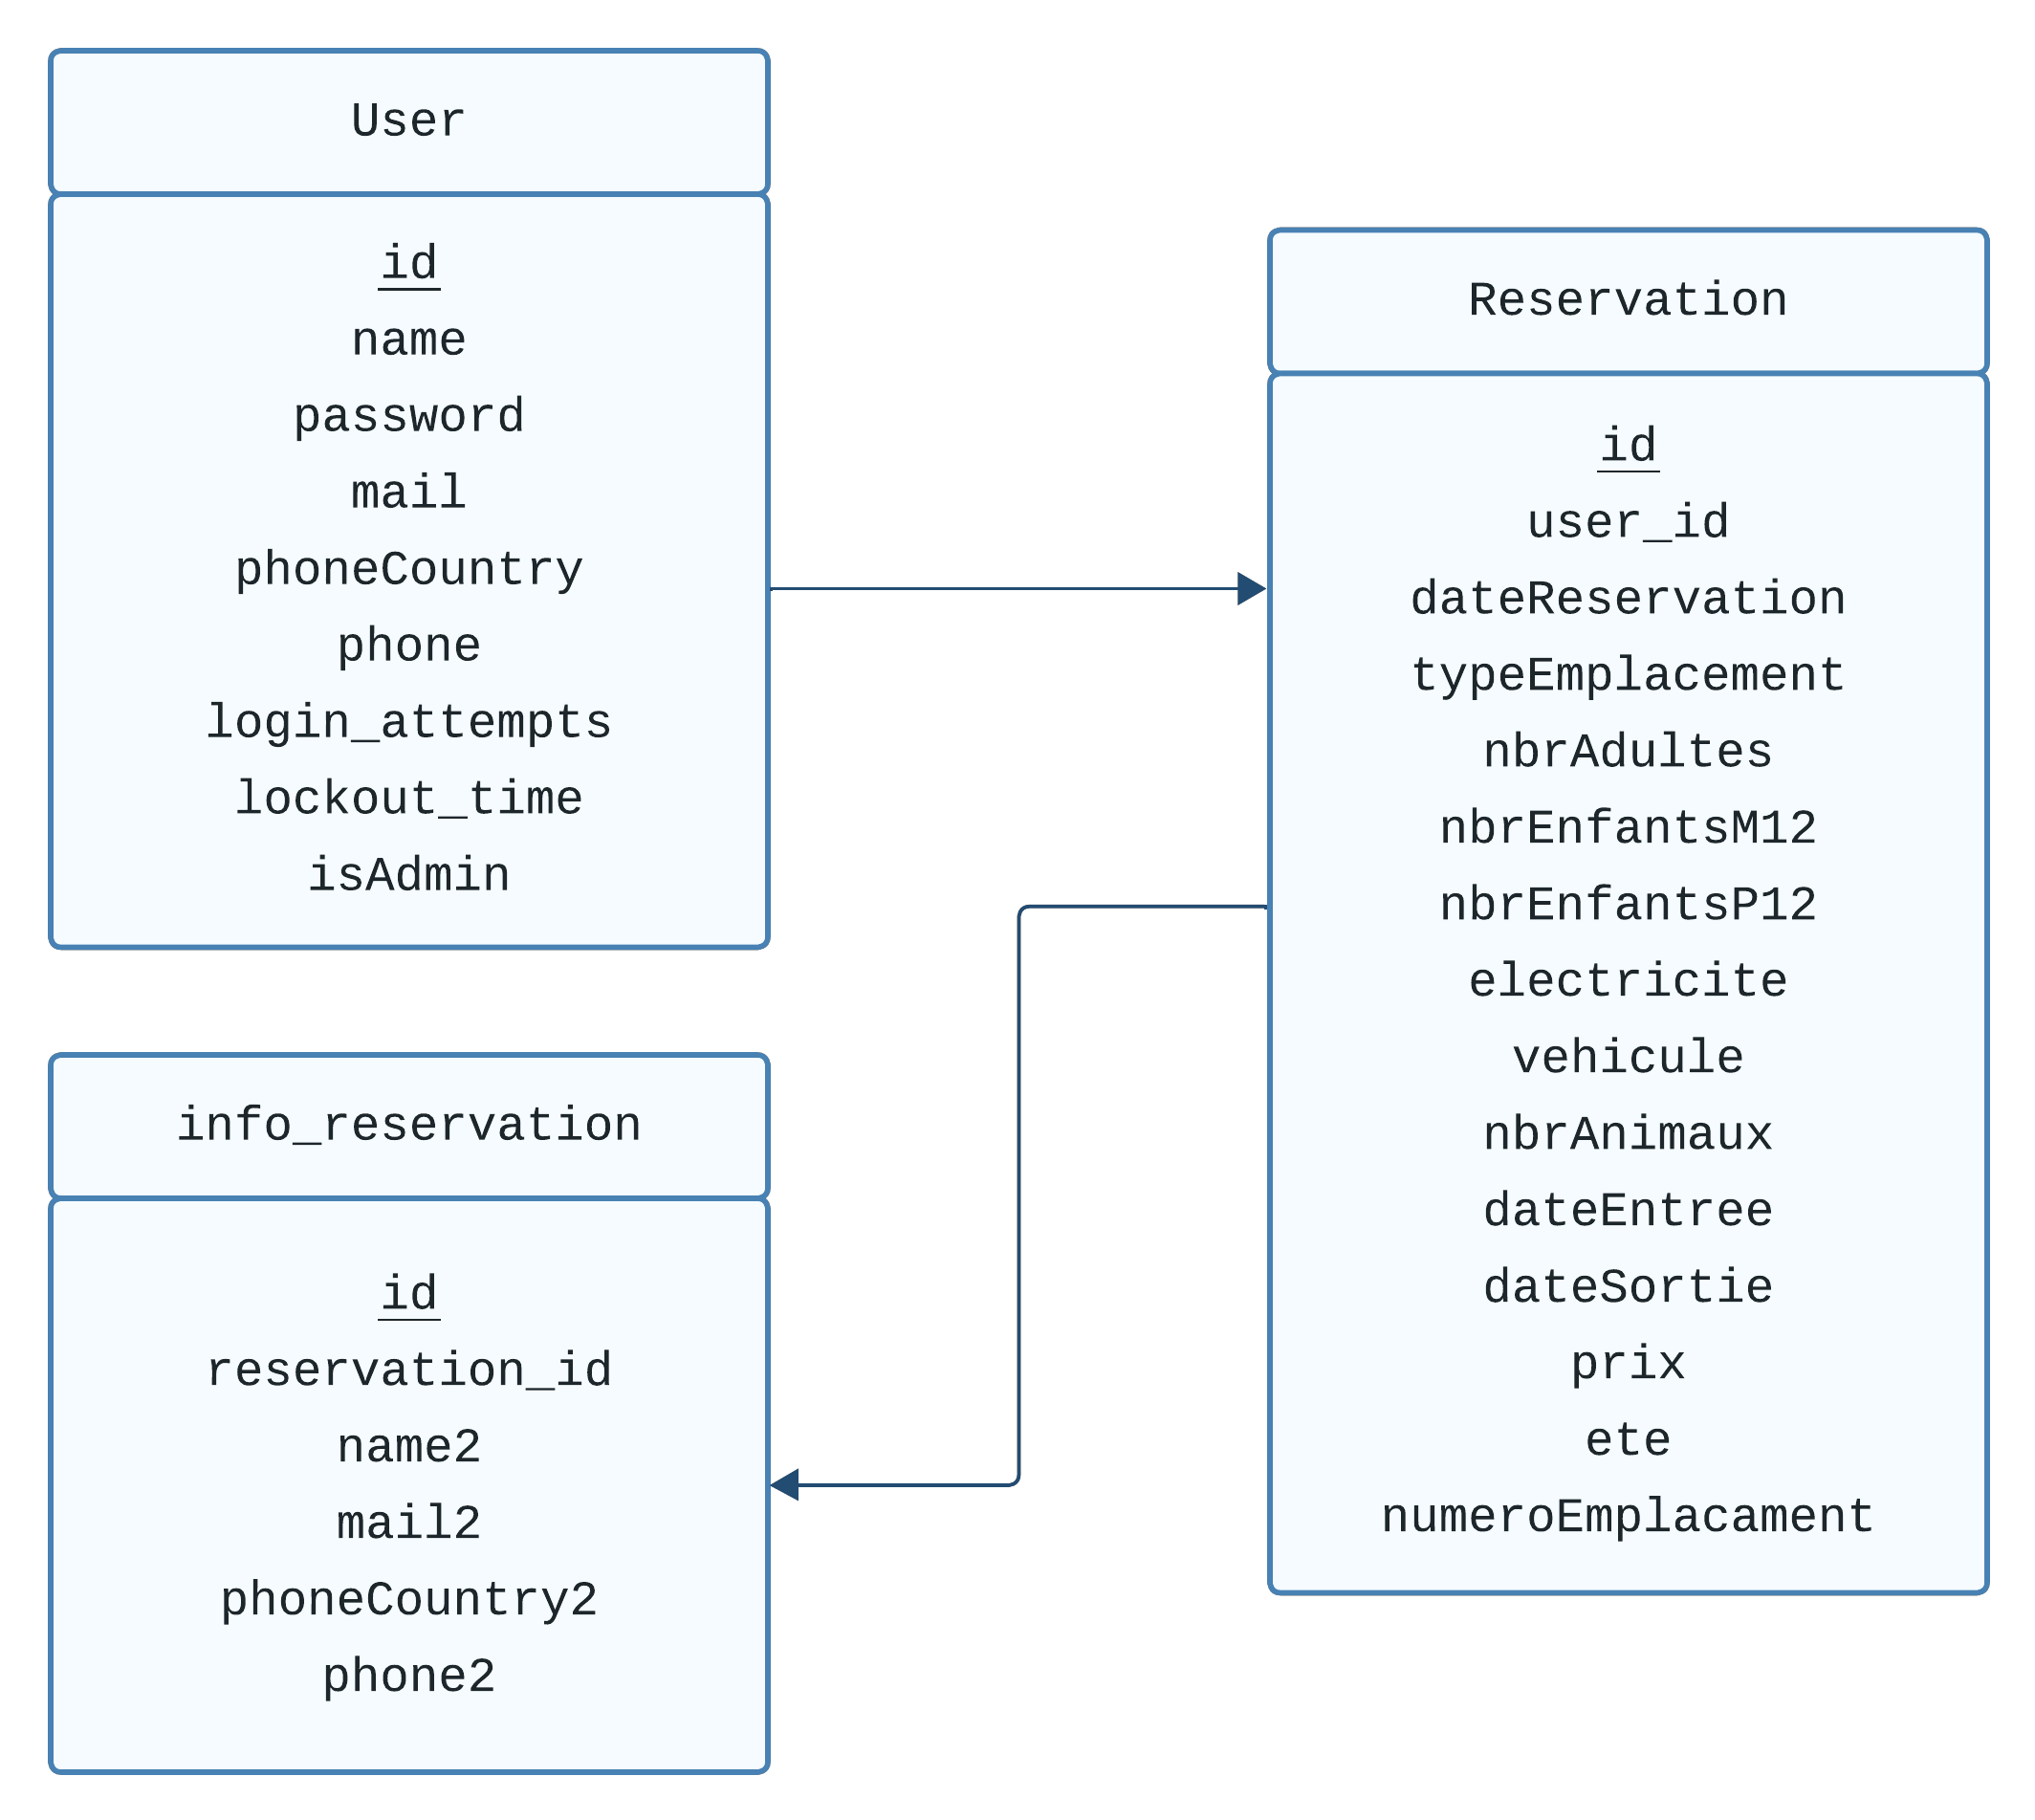 User
id
name
password
mail
phoneCountry
phone
login_attempts
lockout_time
isAdmin
Reservation
id
user_id
dateReservation
typeEmplacement
nbrAdultes
nbrEnfantsM12
nbrEnfantsP12
electricite
vehicule
nbrAnimaux
dateEntree
dateSortie
prix
ete
numeroEmplacament
info_reservation
id
reservation_id
name2
mail2
phoneCountry2
phone2